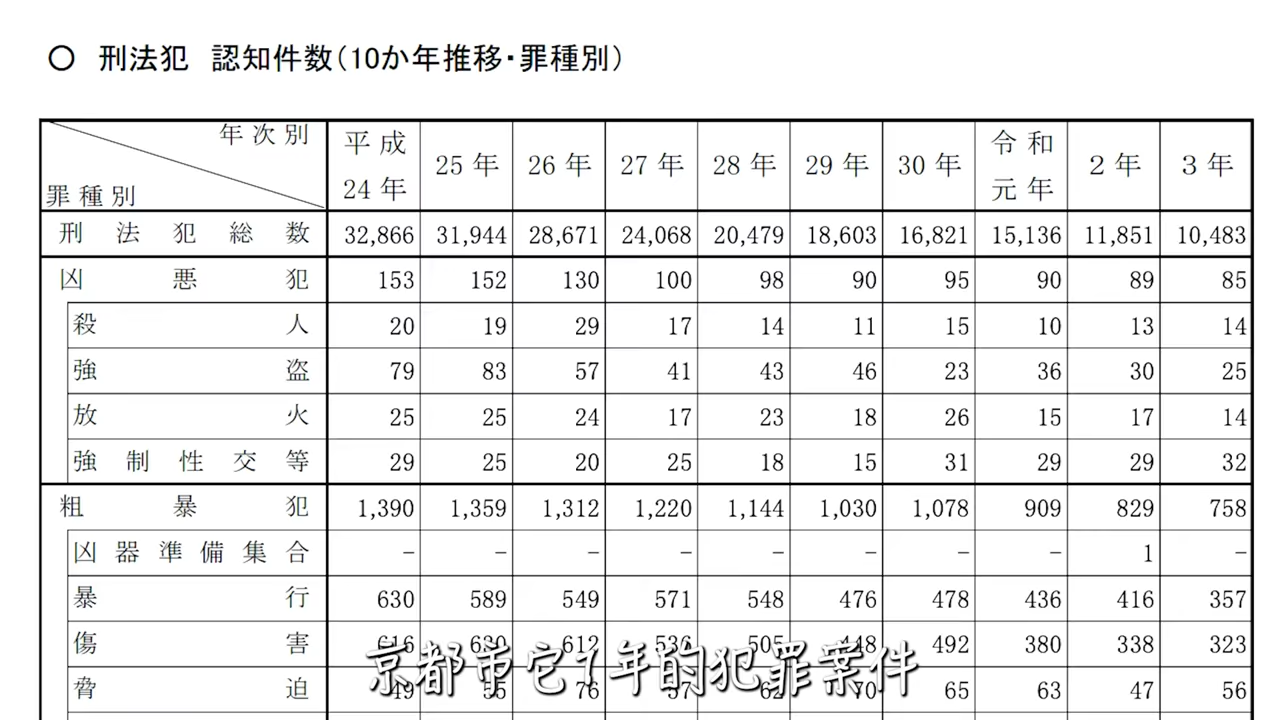 ○ 刑法犯 認知件数(10か年推移・罪種別)
年次別 罪種別 平成24年 25年 26年 27年 28年 29年 30年 令和元年 2年 3年
刑法犯総数 32,866 31,944 28,671 24,068 20,479 18,603 16,821 15,136 11,851 10,483
凶悪犯 153 152 130 100 98 90 95 90 89 85
殺人 20 19 29 17 14 11 15 10 13 14
強盗 79 83 57 41 43 46 23 36 30 25
放火 25 25 24 17 23 18 26 15 17 14
強制性交等 29 25 20 25 18 15 31 29 29 32
粗暴犯 1,390 1,359 1,312 1,220 1,144 1,030 1,078 909 829 758
凶器準備集合 - - - - - - - - 1 -
暴行 630 589 549 571 548 476 478 436 416 357
傷害 616 630 612 536 505 448 492 380 338 323
脅迫 49 55 76 62 70 65 63 47 56
京都市它1年的犯罪案件